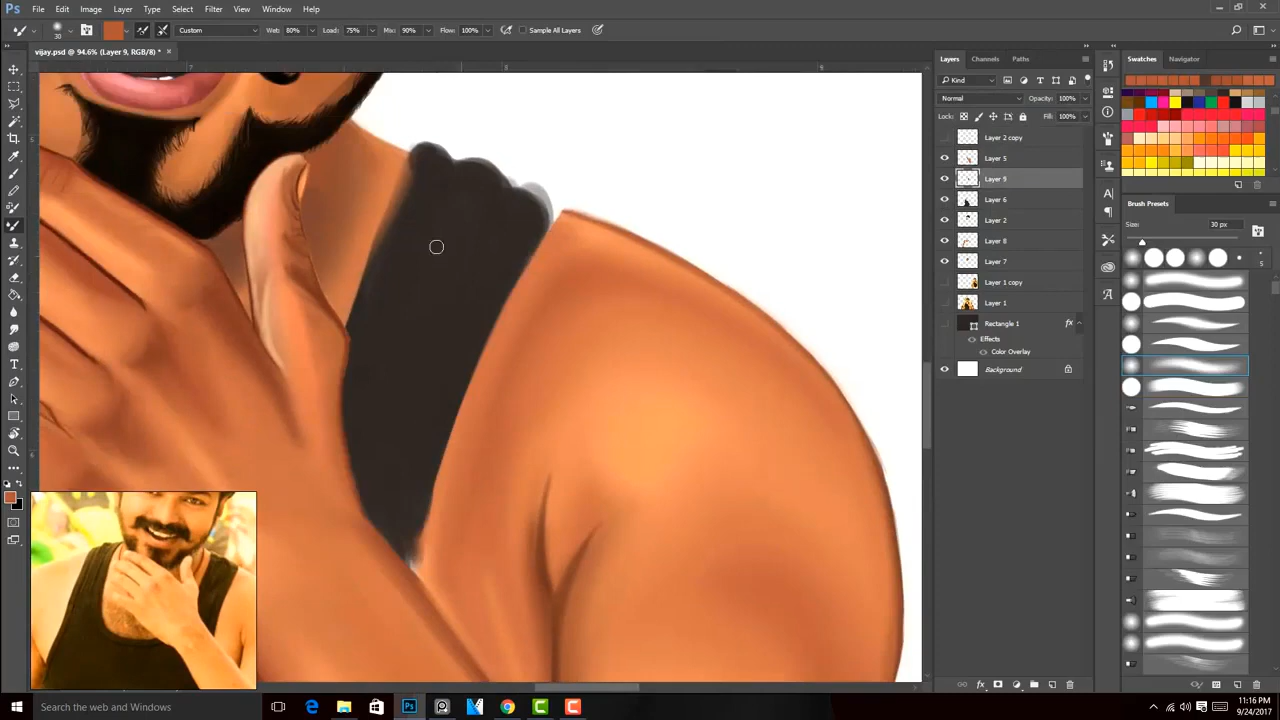 Ps File Edit Image Layer Type Select Filter View Window Help
30 Custom Wet: 80% Load: 75% Mix: 90% Flow: 100% Sample All Layers
vijay.psd @ 94.6% (Layer 9, RGB/8) *
Layers Channels Paths
Kind
Normal Opacity: 100%
Lock: Fill: 100%
Layer 2 copy
Layer 5
Layer 9
Layer 6
Layer 2
Layer 8
Layer 7
Layer 1 copy
Layer 1
Rectangle 1 fx
Effects
Color Overlay
Background
Swatches Navigator
Brush Presets
Size: 30 px
5
Search the web and Windows
11:16 PM
9/24/2017